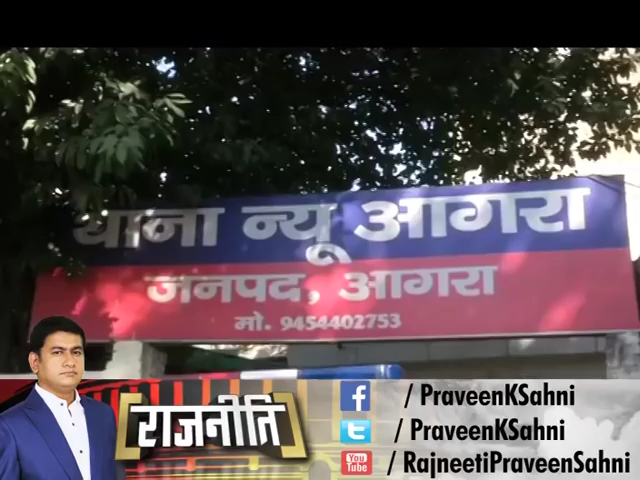 थाना न्यू आगरा
जनपद, आगरा
मो. 9454402753
राजनीति
f / PraveenKSahni
t / PraveenKSahni
You Tube / RajneetiPraveenSahni